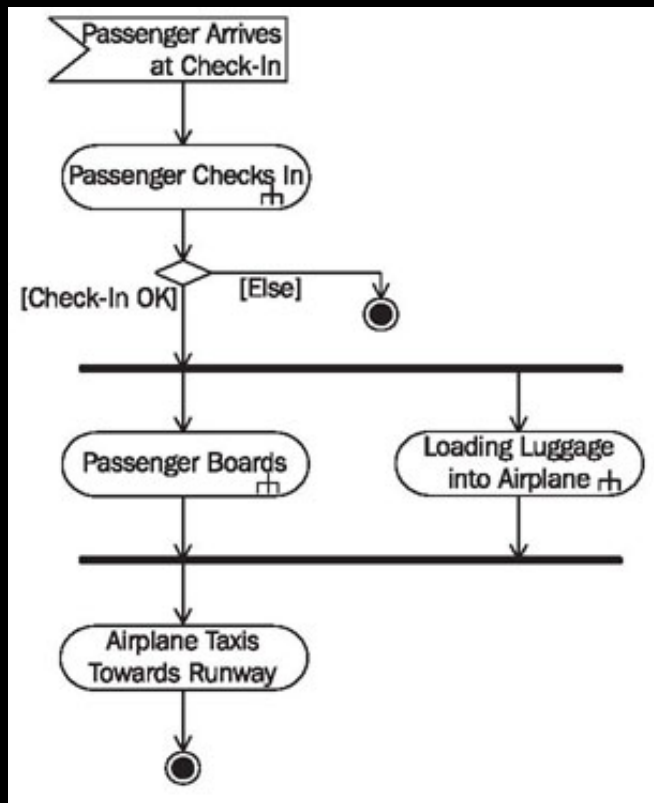 Passenger Arrives
at Check-In
Passenger Checks In
[Check-In OK]
[Else]
Passenger Boards
Loading Luggage
into Airplane
Airplane Taxis
Towards Runway